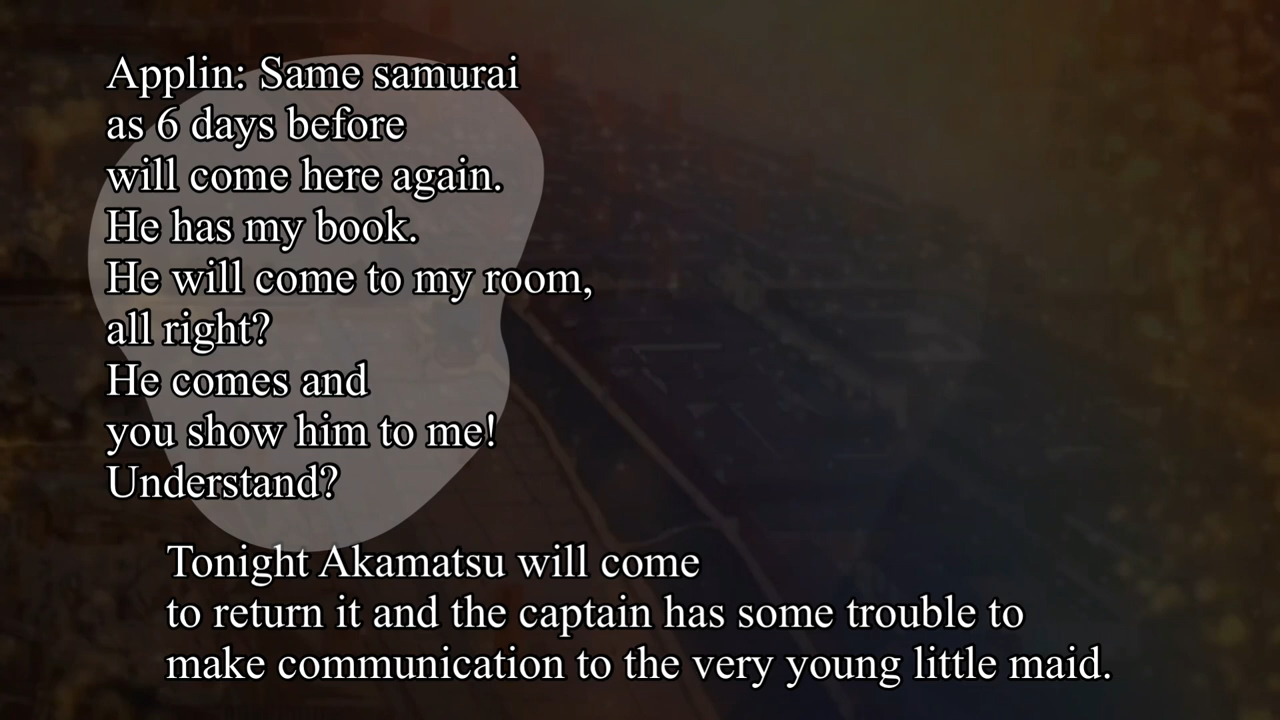 Applin: Same samurai
as 6 days before
will come here again.
He has my book.
He will come to my room,
all right?
He comes and
you show him to me!
Understand?
Tonight Akamatsu will come
to return it and the captain has some trouble to
make communication to the very young little maid.